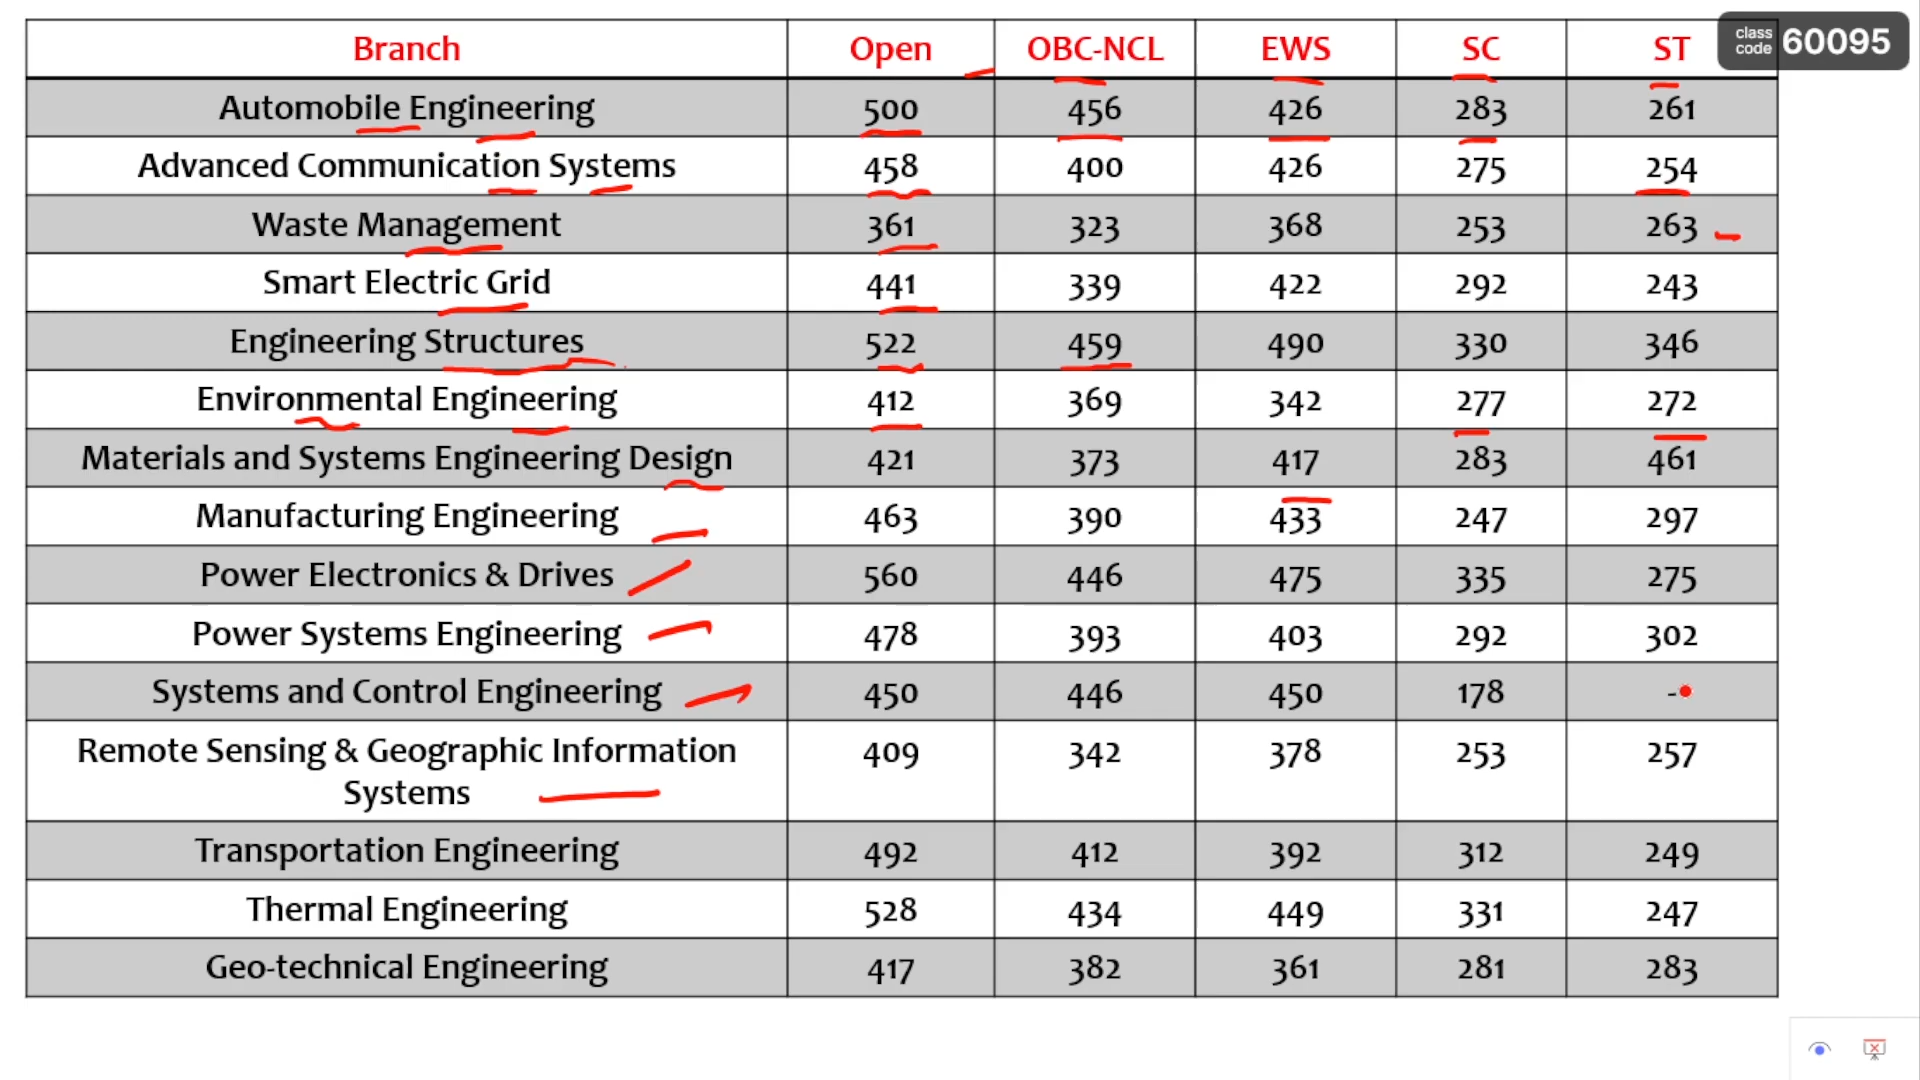 Branch Open OBC-NCL EWS SC ST class code 60095
Automobile Engineering 500 456 426 283 261
Advanced Communication Systems 458 400 426 275 254
Waste Management 361 323 368 253 263
Smart Electric Grid 441 339 422 292 243
Engineering Structures 522 459 490 330 346
Environmental Engineering 412 369 342 277 272
Materials and Systems Engineering Design 421 373 417 283 461
Manufacturing Engineering 463 390 433 247 297
Power Electronics & Drives 560 446 475 335 275
Power Systems Engineering 478 393 403 292 302
Systems and Control Engineering 450 446 450 178 -
Remote Sensing & Geographic Information 409 342 378 253 257
Systems
Transportation Engineering 492 412 392 312 249
Thermal Engineering 528 434 449 331 247
Geo-technical Engineering 417 382 361 281 283